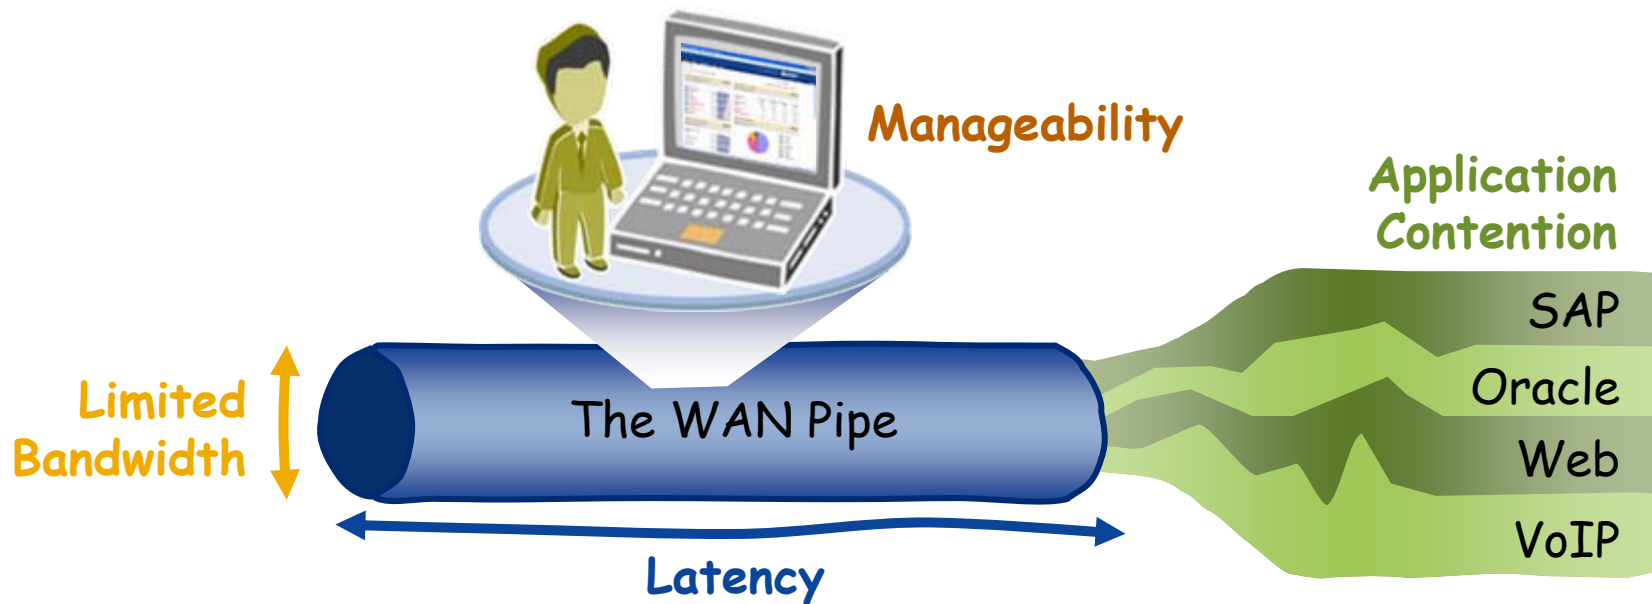 Manageability
Application
Contention
SAP
Limited
Bandwidth
The WAN Pipe
Oracle
Web
VoIP
Latency